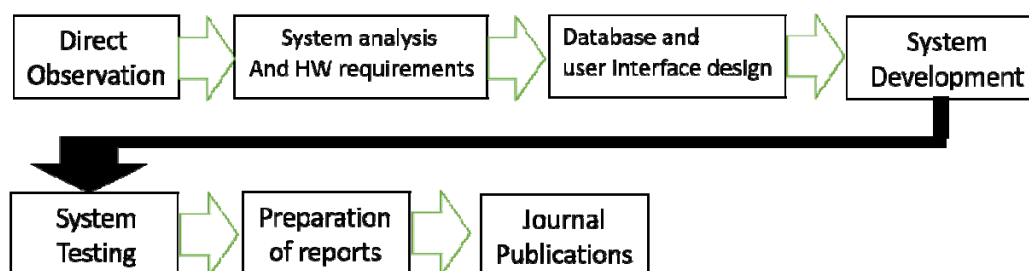 Direct
Observation
System analysis
And HW requirements
Database and
user interface design
System
Development
System
Testing
Preparation
of reports
Journal
Publications